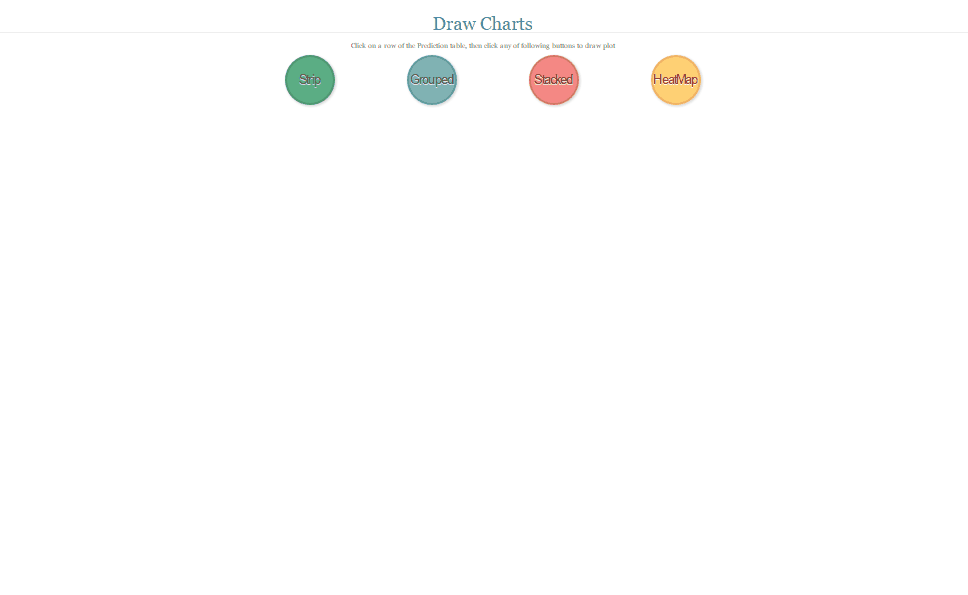 Draw Charts
Click on a row of the Prediction table, then click any of following buttons to draw plot
Strip
Grouped
Stacked
HeatMap